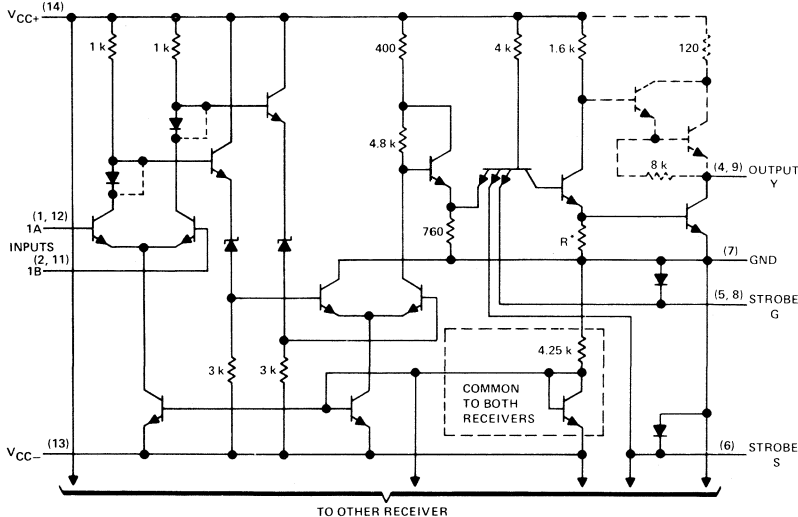 VCC+ (14)
1 k
1 k
400
4 k
1.6 k
120
4.8 k
8 k
(4, 9) OUTPUT
Y
(1, 12)
1A
INPUTS
(2, 11)
1B
760
R*
(7)
GND
(5, 8) STROBE
G
3 k
3 k
4.25 k
COMMON
TO BOTH
RECEIVERS
VCC− (13)
(6) STROBE
S
TO OTHER RECEIVER